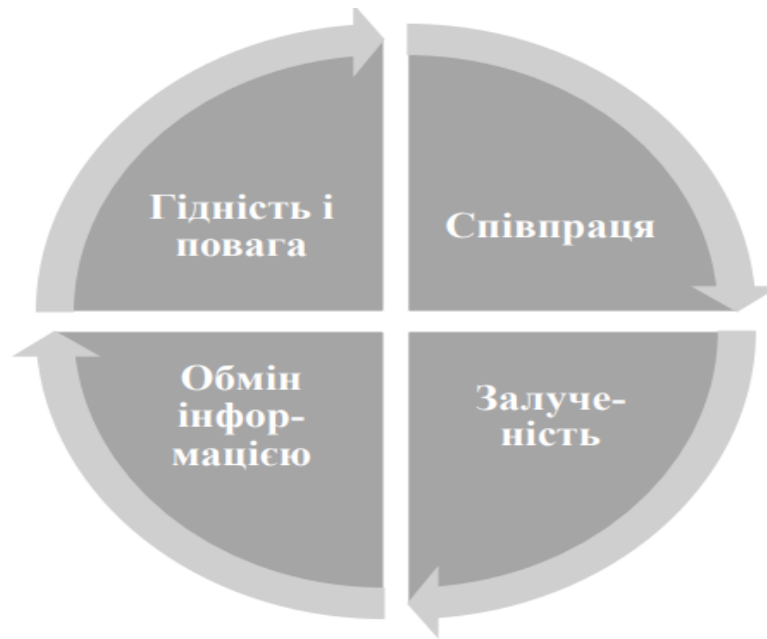 Гідність і
повага
Співпраця
Обмін
інфор-
мацією
Залуче-
ність